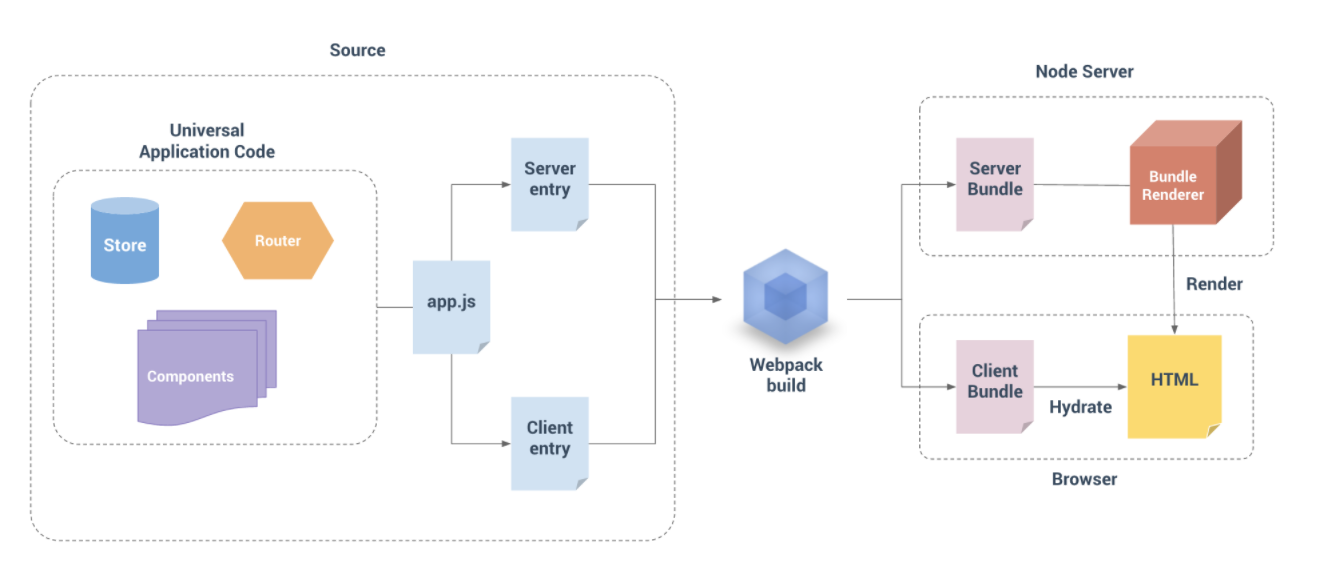 Source
Universal
Application Code
Store
Router
Components
app.js
Server
entry
Client
entry
Webpack
build
Node Server
Server
Bundle
Bundle
Renderer
Render
Client
Bundle
Hydrate
HTML
Browser